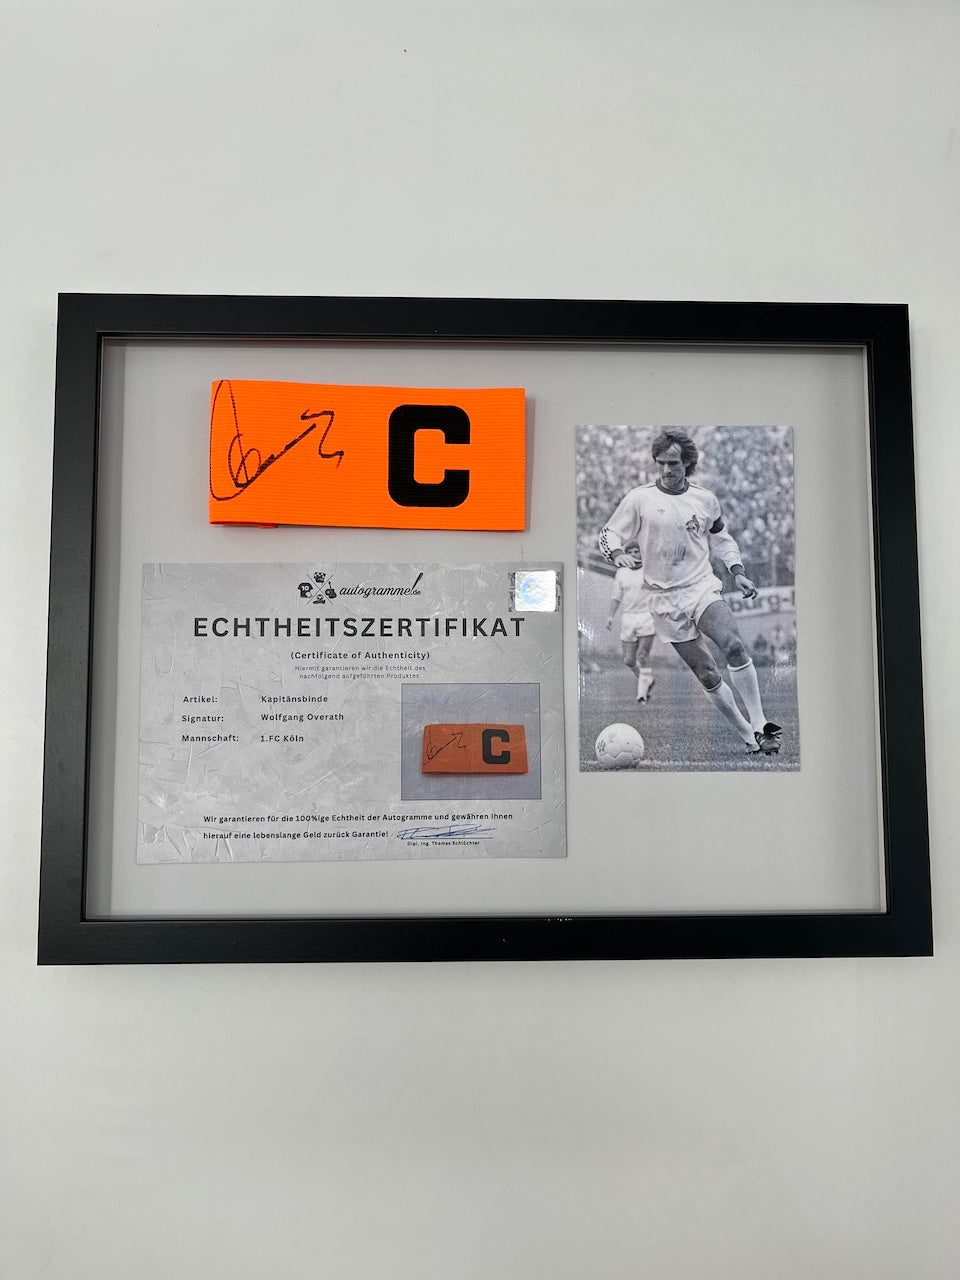 C
10
autogramme.de
ECHTHEITSZERTIFIKAT
(Certificate of Authenticity)
Hiermit garantieren wir die Echtheit des
nachfolgend aufgeführten Produktes.
Artikel: Kapitänsbinde
Signatur: Wolfgang Overath
Mannschaft: 1.FC Köln
C
Wir garantieren für die 100%ige Echtheit der Autogramme und gewähren Ihnen
hierauf eine lebenslange Geld zurück Garantie!
Dipl. Ing. Thomas Schlüchter
burg-